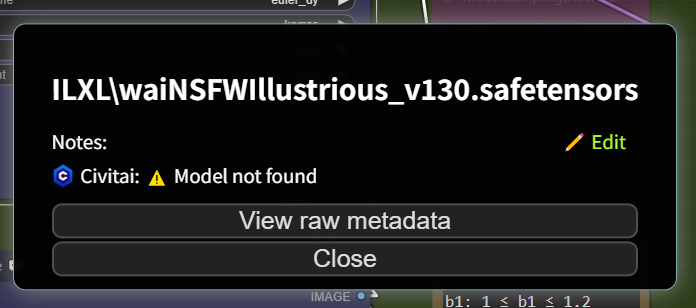 euler_dy
ILXL\waiNSFWIllustrious_v130.safetensors
Notes:
Edit
Civitai: Model not found
View raw metadata
Close
IMAGE
b1: 1 ≤ b1 ≤ 1.2